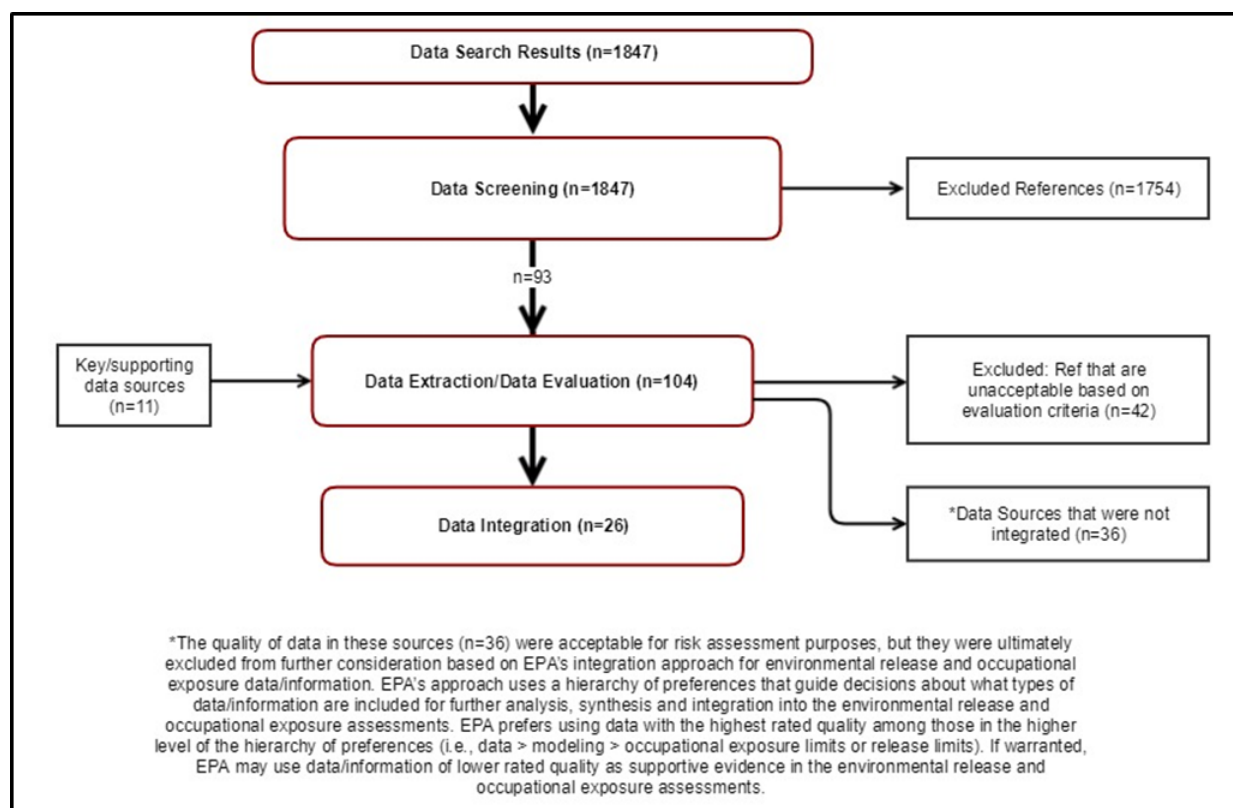 Data Search Results (n=1847)
Data Screening (n=1847)
Excluded References (n=1754)
n=93
Key/supporting
data sources
(n=11)
Data Extraction/Data Evaluation (n=104)
Excluded: Ref that are
unacceptable based on
evaluation criteria (n=42)
*Data Sources that were not
integrated (n=36)
Data Integration (n=26)
*The quality of data in these sources (n=36) were acceptable for risk assessment purposes, but they were ultimately
excluded from further consideration based on EPA's integration approach for environmental release and occupational
exposure data/information. EPA's approach uses a hierarchy of preferences that guide decisions about what types of
data/information are included for further analysis, synthesis and integration into the environmental release and
occupational exposure assessments. EPA prefers using data with the highest rated quality among those in the higher
level of the hierarchy of preferences (i.e., data > modeling > occupational exposure limits or release limits). If warranted,
EPA may use data/information of lower rated quality as supportive evidence in the environmental release and
occupational exposure assessments.